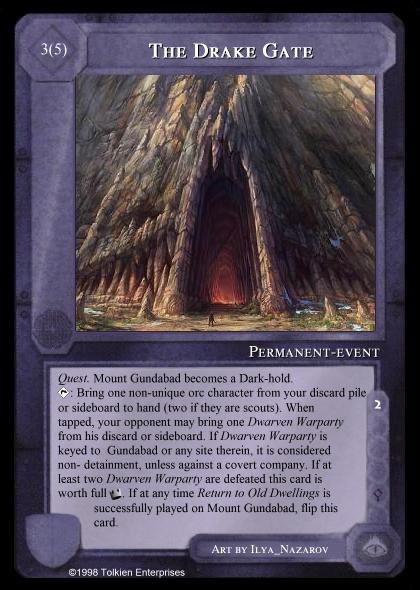 3(5)
THE DRAKE GATE
PERMANENT-EVENT
Quest. Mount Gundabad becomes a Dark-hold.
: Bring one non-unique orc character from your discard pile
or sideboard to hand (two if they are scouts). When
tapped, your opponent may bring one Dwarven Warparty
from his discard or sideboard. If Dwarven Warparty is
keyed to Gundabad or any site therein, it is considered
non- detainment, unless against a covert company. If at
least two Dwarven Warparty are defeated this card is
worth full . If at any time Return to Old Dwellings is
successfully played on Mount Gundabad, flip this
card.
2
ART BY ILYA_NAZAROV
©1998 Tolkien Enterprises